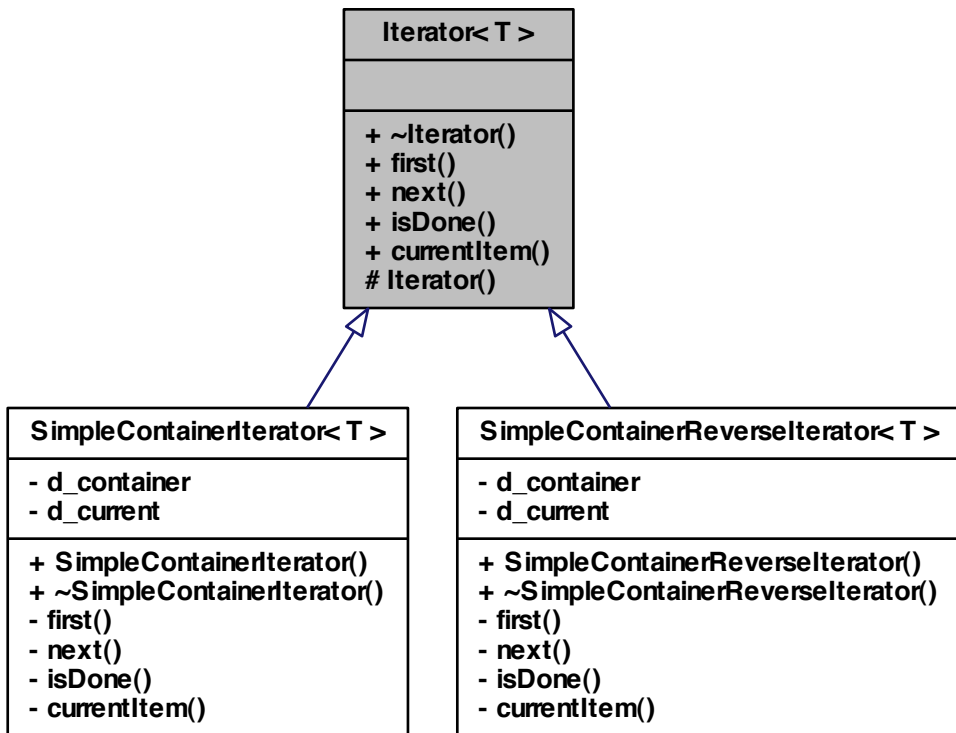 Iterator< T >
+ ~Iterator()
+ first()
+ next()
+ isDone()
+ currentItem()
# Iterator()
SimpleContainerIterator< T >
- d_container
- d_current
+ SimpleContainerIterator()
+ ~SimpleContainerIterator()
- first()
- next()
- isDone()
- currentItem()
SimpleContainerReverseIterator< T >
- d_container
- d_current
+ SimpleContainerReverseIterator()
+ ~SimpleContainerReverseIterator()
- first()
- next()
- isDone()
- currentItem()